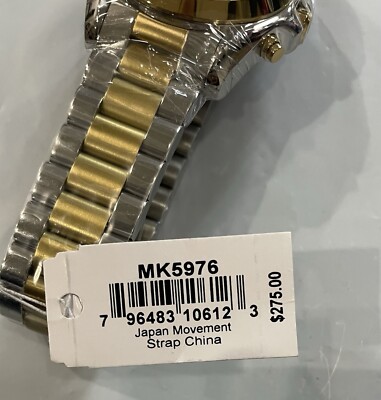 MK5976
7 96483 10612 3
Japan Movement
Strap China
$275.00